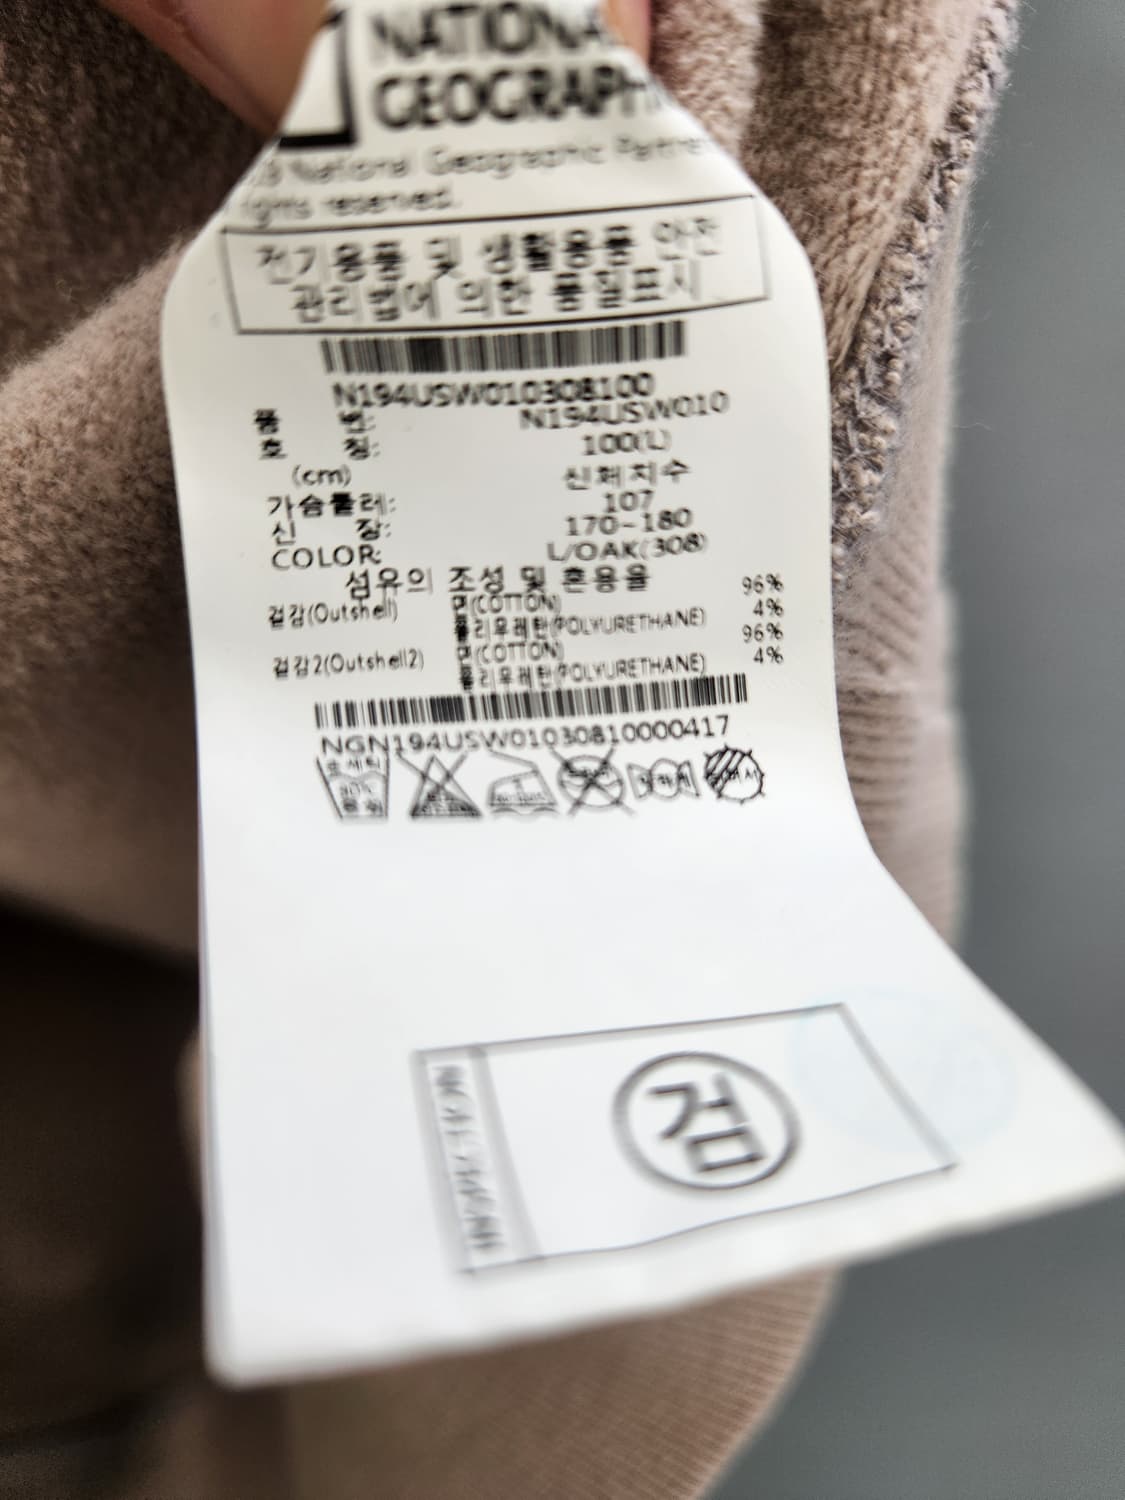 NATIONA
GEOGRAPH
National Geographic Partne
ights reserved.
전기용품 및 생활용품 안전
관리법에 의한 품질표시
N194USW010308100
품 번: N194USW010
호 칭: 100(L)
(cm) 신체치수
가슴둘레: 107
신 장: 170~180
COLOR: L/OAK(308)
섬유의 조성 및 혼용율
겉감(Outshell) 면(COTTON) 96%
폴리우레탄(POLYURETHANE) 4%
겉감2(Outshell2) 면(COTTON) 96%
폴리우레탄(POLYURETHANE) 4%
NGN194USW01030810000417
검